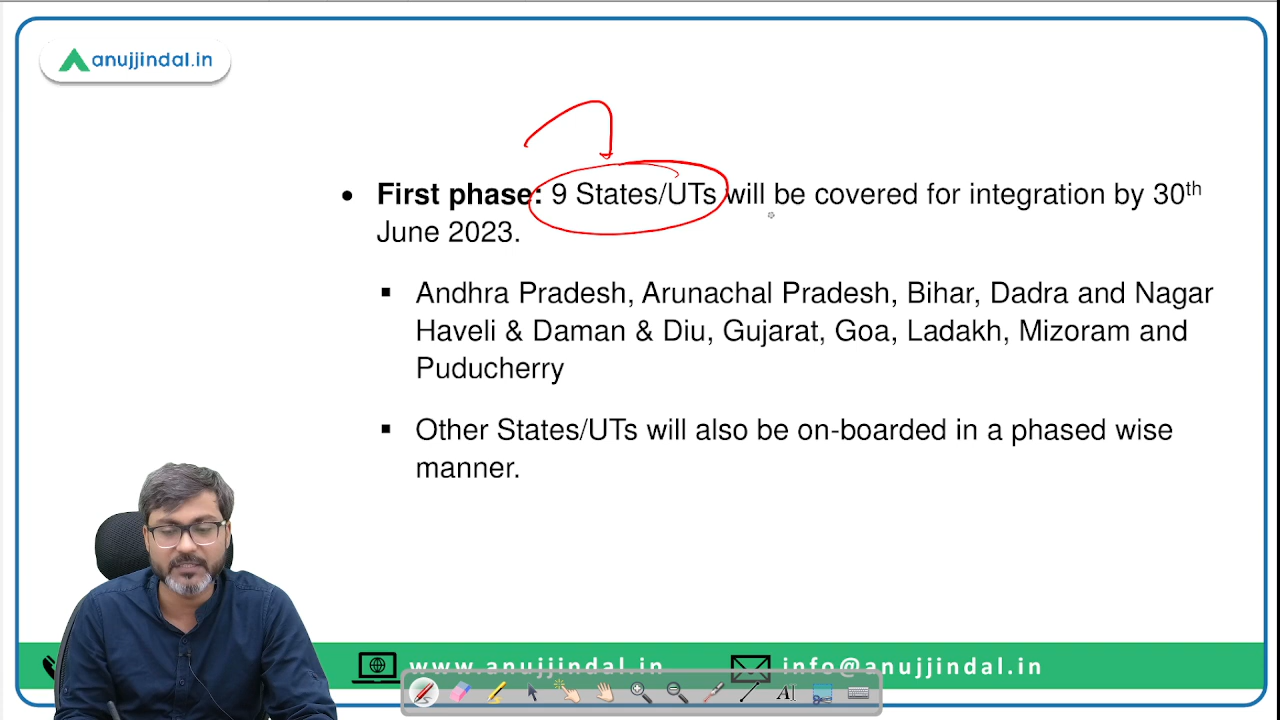 anujjindal.in
• First phase: 9 States/UTs will be covered for integration by 30th
June 2023.
▪ Andhra Pradesh, Arunachal Pradesh, Bihar, Dadra and Nagar
Haveli & Daman & Diu, Gujarat, Goa, Ladakh, Mizoram and
Puducherry
▪ Other States/UTs will also be on-boarded in a phased wise
manner.
www.anujjindal.in info@anujjindal.in
A